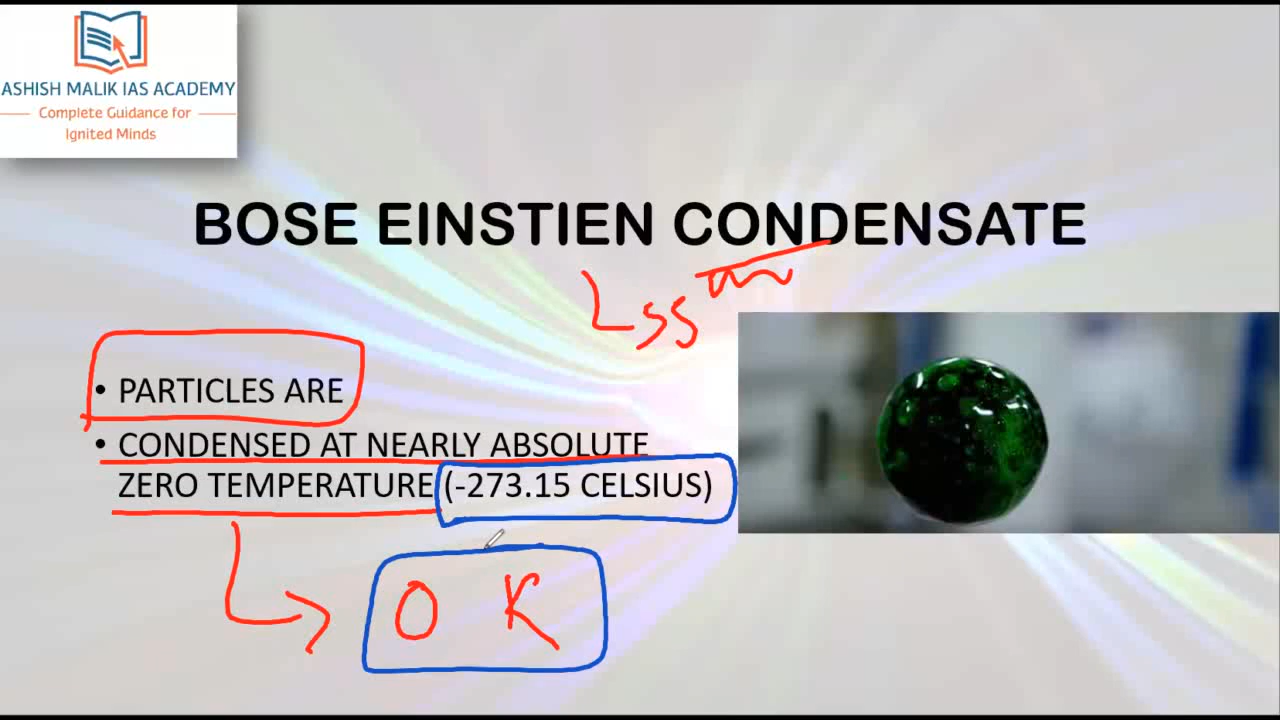 ASHISH MALIK IAS ACADEMY
Complete Guidance for
Ignited Minds
BOSE EINSTIEN CONDENSATE
• PARTICLES ARE
• CONDENSED AT NEARLY ABSOLUTE
ZERO TEMPERATURE (-273.15 CELSIUS)
O K